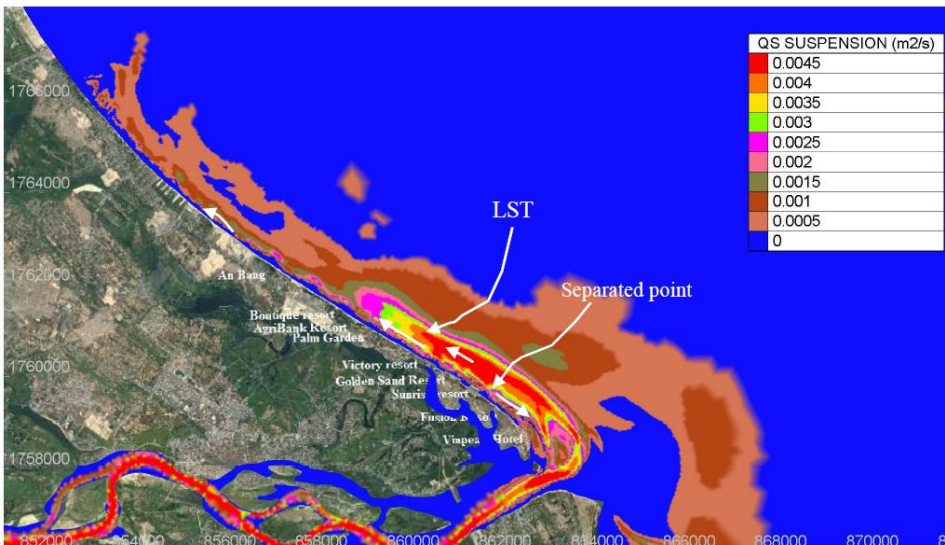 QS SUSPENSION (m2/s)
0.0045
0.004
0.0035
0.003
0.0025
0.002
0.0015
0.001
0.0005
0
1766000
1764000
1762000
1760000
1758000
LST
Separated point
An Bang
Boutique resort
AgriBank Resort
Palm Garden
Victory resort
Golden Sand Resort
Sunrise resort
Fusion
Hotel
852000
854000
856000
858000
860000
862000
864000
866000
868000
870000